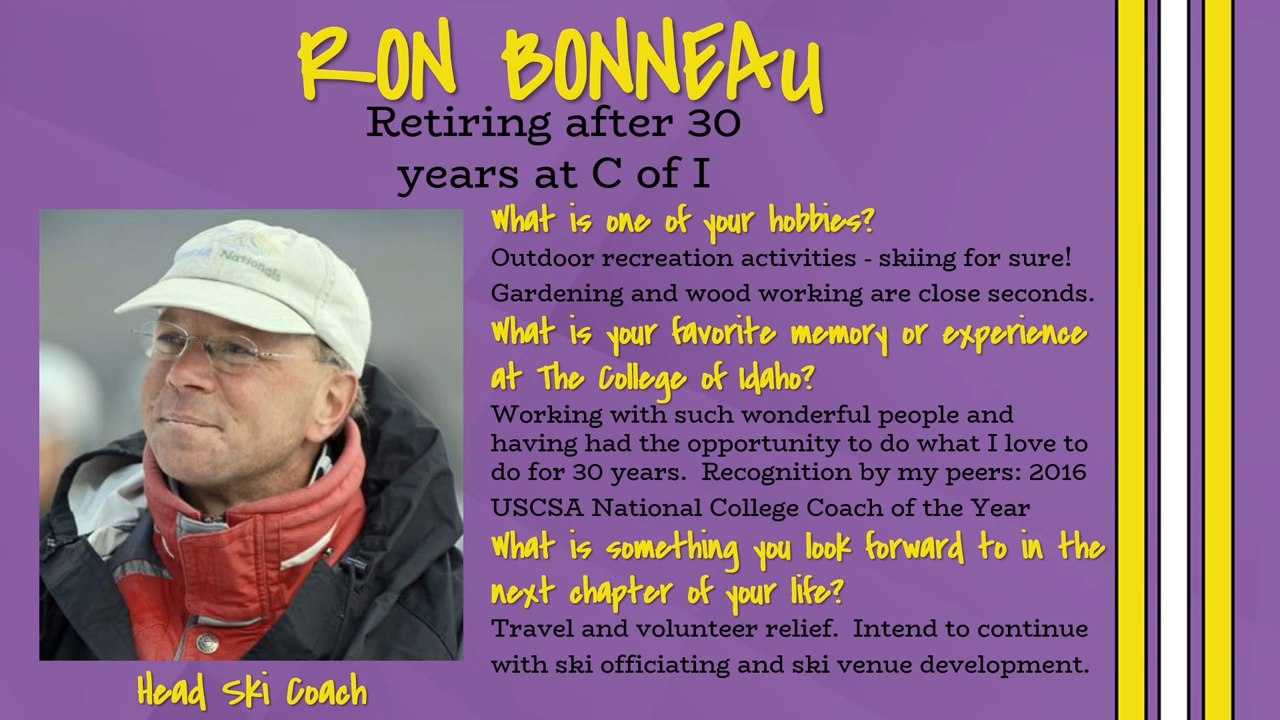 RON BONNEAU
Retiring after 30
years at C of I
Nationals
What is one of your hobbies?
Outdoor recreation activities - skiing for sure!
Gardening and wood working are close seconds.
What is your favorite memory or experience
at The College of Idaho?
Working with such wonderful people and
having had the opportunity to do what I love to
do for 30 years.  Recognition by my peers: 2016
USCSA National College Coach of the Year
What is something you look forward to in the
next chapter of your life?
Travel and volunteer relief.  Intend to continue
with ski officiating and ski venue development.
Head Ski Coach